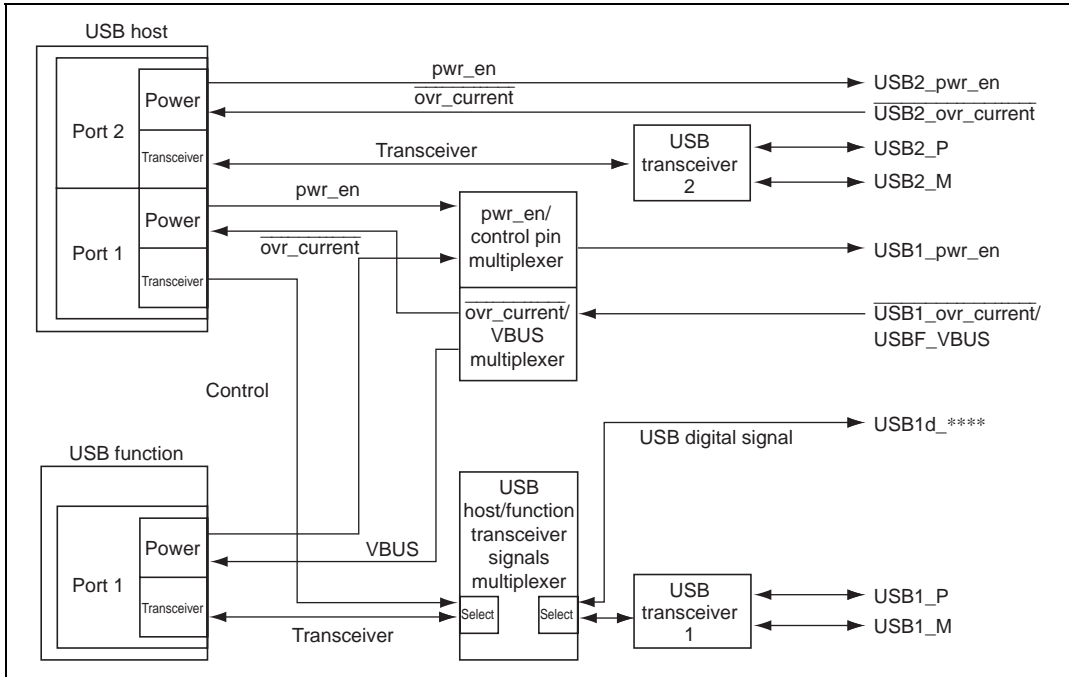 USB host
Port 2
Power
Transceiver
Port 1
Power
Transceiver
pwr_en
ovr_current
Transceiver
pwr_en
ovr_current
USB
transceiver
2
USB2_pwr_en
USB2_ovr_current
USB2_P
USB2_M
pwr_en/
control pin
multiplexer
ovr_current/
VBUS
multiplexer
USB1_pwr_en
USB1_ovr_current/
USBF_VBUS
Control
USB digital signal
USB1d_****
USB function
Port 1
Power
Transceiver
VBUS
Transceiver
USB
host/function
transceiver
signals
multiplexer
Select
Select
USB
transceiver
1
USB1_P
USB1_M